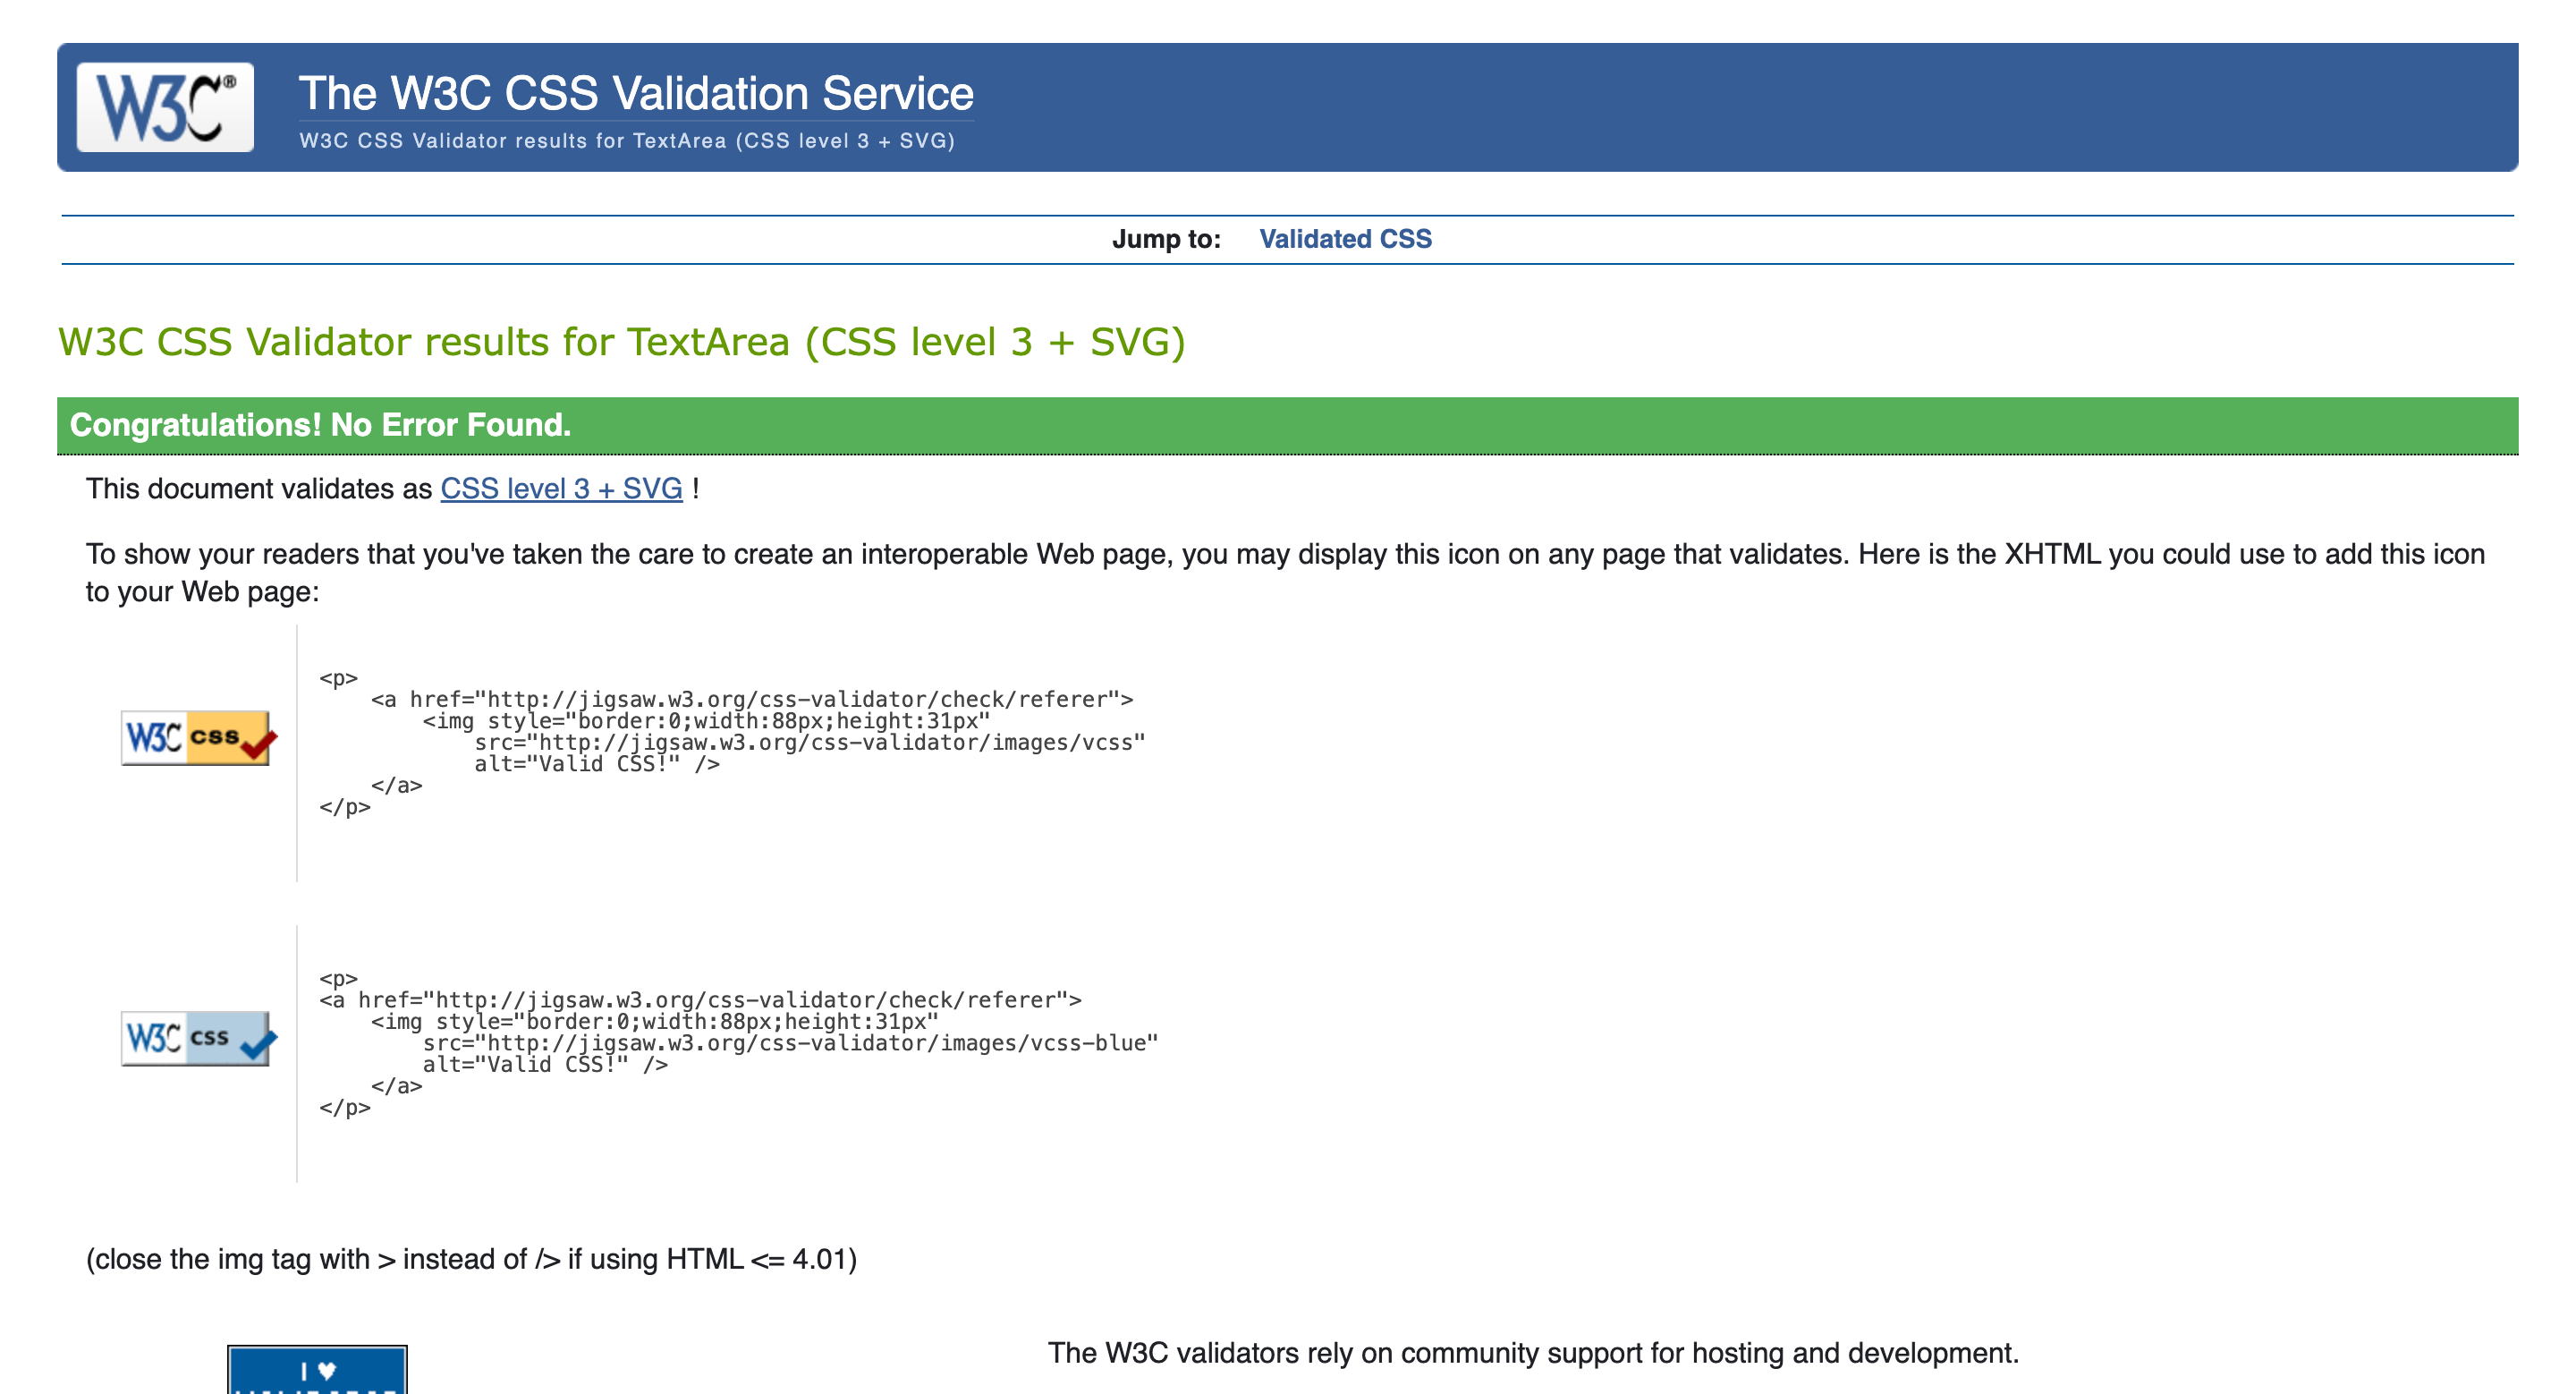 W3C®
The W3C CSS Validation Service
W3C CSS Validator results for TextArea (CSS level 3 + SVG)
Jump to: Validated CSS
W3C CSS Validator results for TextArea (CSS level 3 + SVG)
Congratulations! No Error Found.
This document validates as CSS level 3 + SVG !
To show your readers that you've taken the care to create an interoperable Web page, you may display this icon on any page that validates. Here is the XHTML you could use to add this icon
to your Web page:
W3C css
<p>
    <a href="http://jigsaw.w3.org/css-validator/check/referer">
        <img style="border:0;width:88px;height:31px"
            src="http://jigsaw.w3.org/css-validator/images/vcss"
            alt="Valid CSS!" />
    </a>
</p>
W3C css
<p>
<a href="http://jigsaw.w3.org/css-validator/check/referer">
    <img style="border:0;width:88px;height:31px"
        src="http://jigsaw.w3.org/css-validator/images/vcss-blue"
        alt="Valid CSS!" />
    </a>
</p>
(close the img tag with > instead of /> if using HTML <= 4.01)
I ♥
The W3C validators rely on community support for hosting and development.